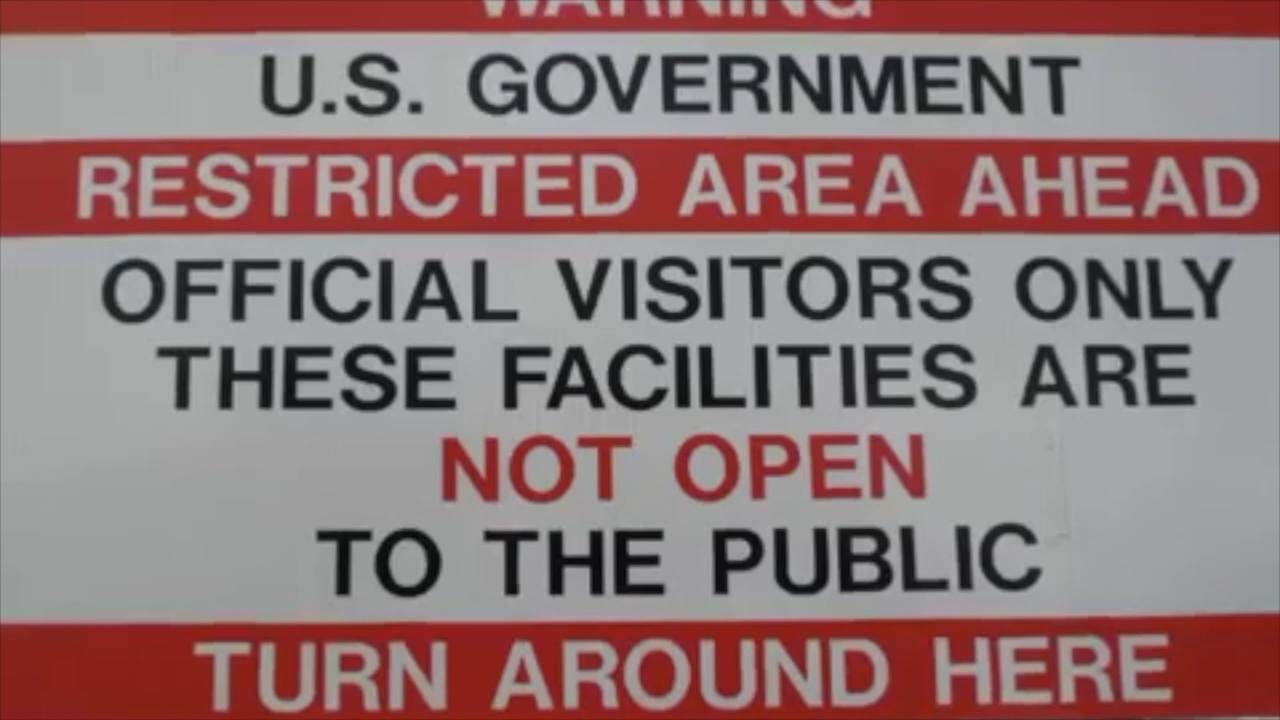 WARNING
U.S. GOVERNMENT
RESTRICTED AREA AHEAD
OFFICIAL VISITORS ONLY
THESE FACILITIES ARE
NOT OPEN
TO THE PUBLIC
TURN AROUND HERE